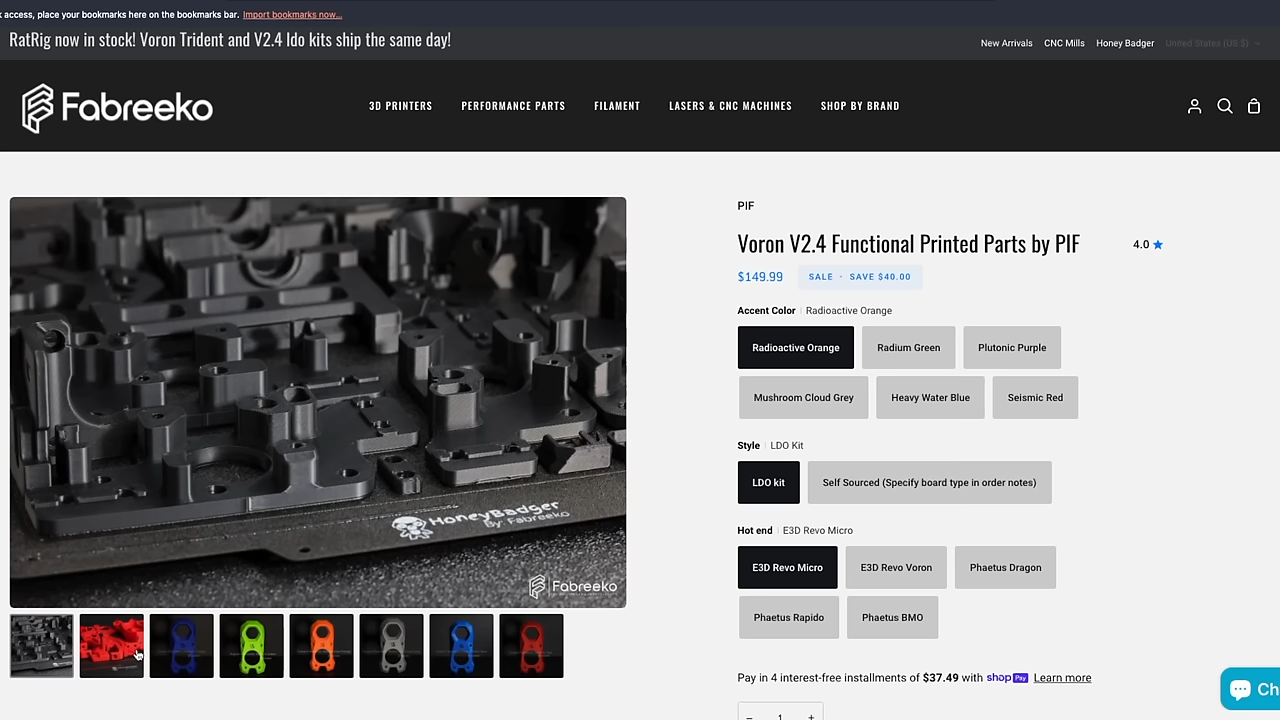 access, place your bookmarks here on the bookmarks bar. Import bookmarks now...
RatRig now in stock! Voron Trident and V2.4 ldo kits ship the same day!
New Arrivals CNC Mills Honey Badger United States (US $)
Fabreeko
3D PRINTERS PERFORMANCE PARTS FILAMENT LASERS & CNC MACHINES SHOP BY BRAND
PIF
Voron V2.4 Functional Printed Parts by PIF 4.0
$149.99 SALE · SAVE $40.00
Accent Color | Radioactive Orange
Radioactive Orange Radium Green Plutonic Purple
Mushroom Cloud Grey Heavy Water Blue Seismic Red
Style | LDO Kit
LDO kit Self Sourced (Specify board type in order notes)
Hot end | E3D Revo Micro
E3D Revo Micro E3D Revo Voron Phaetus Dragon
Phaetus Rapido Phaetus BMO
HoneyBadger
By: Fabreeko
Fabreeko
Pay in 4 interest-free installments of $37.49 with shop Pay Learn more
− 1 +
Ch